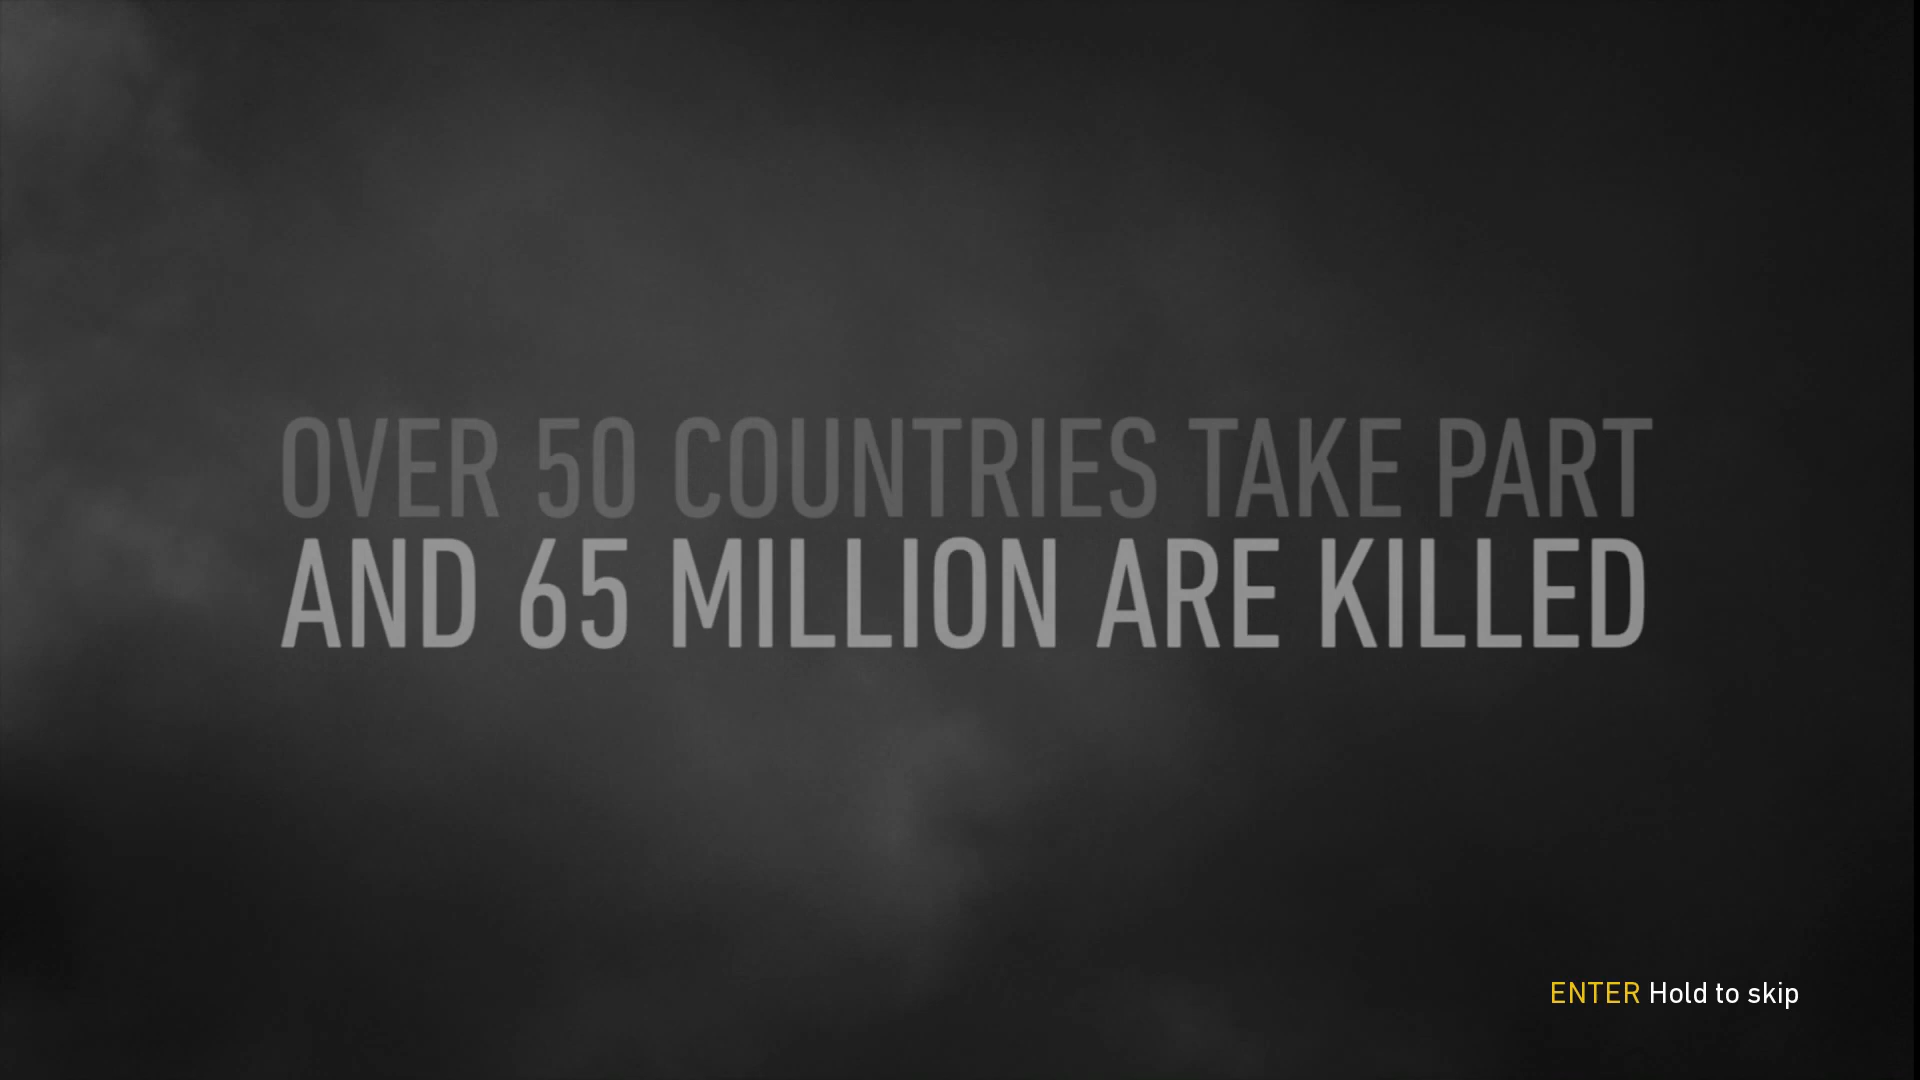 OVER 50 COUNTRIES TAKE PART
AND 65 MILLION ARE KILLED
ENTER Hold to skip